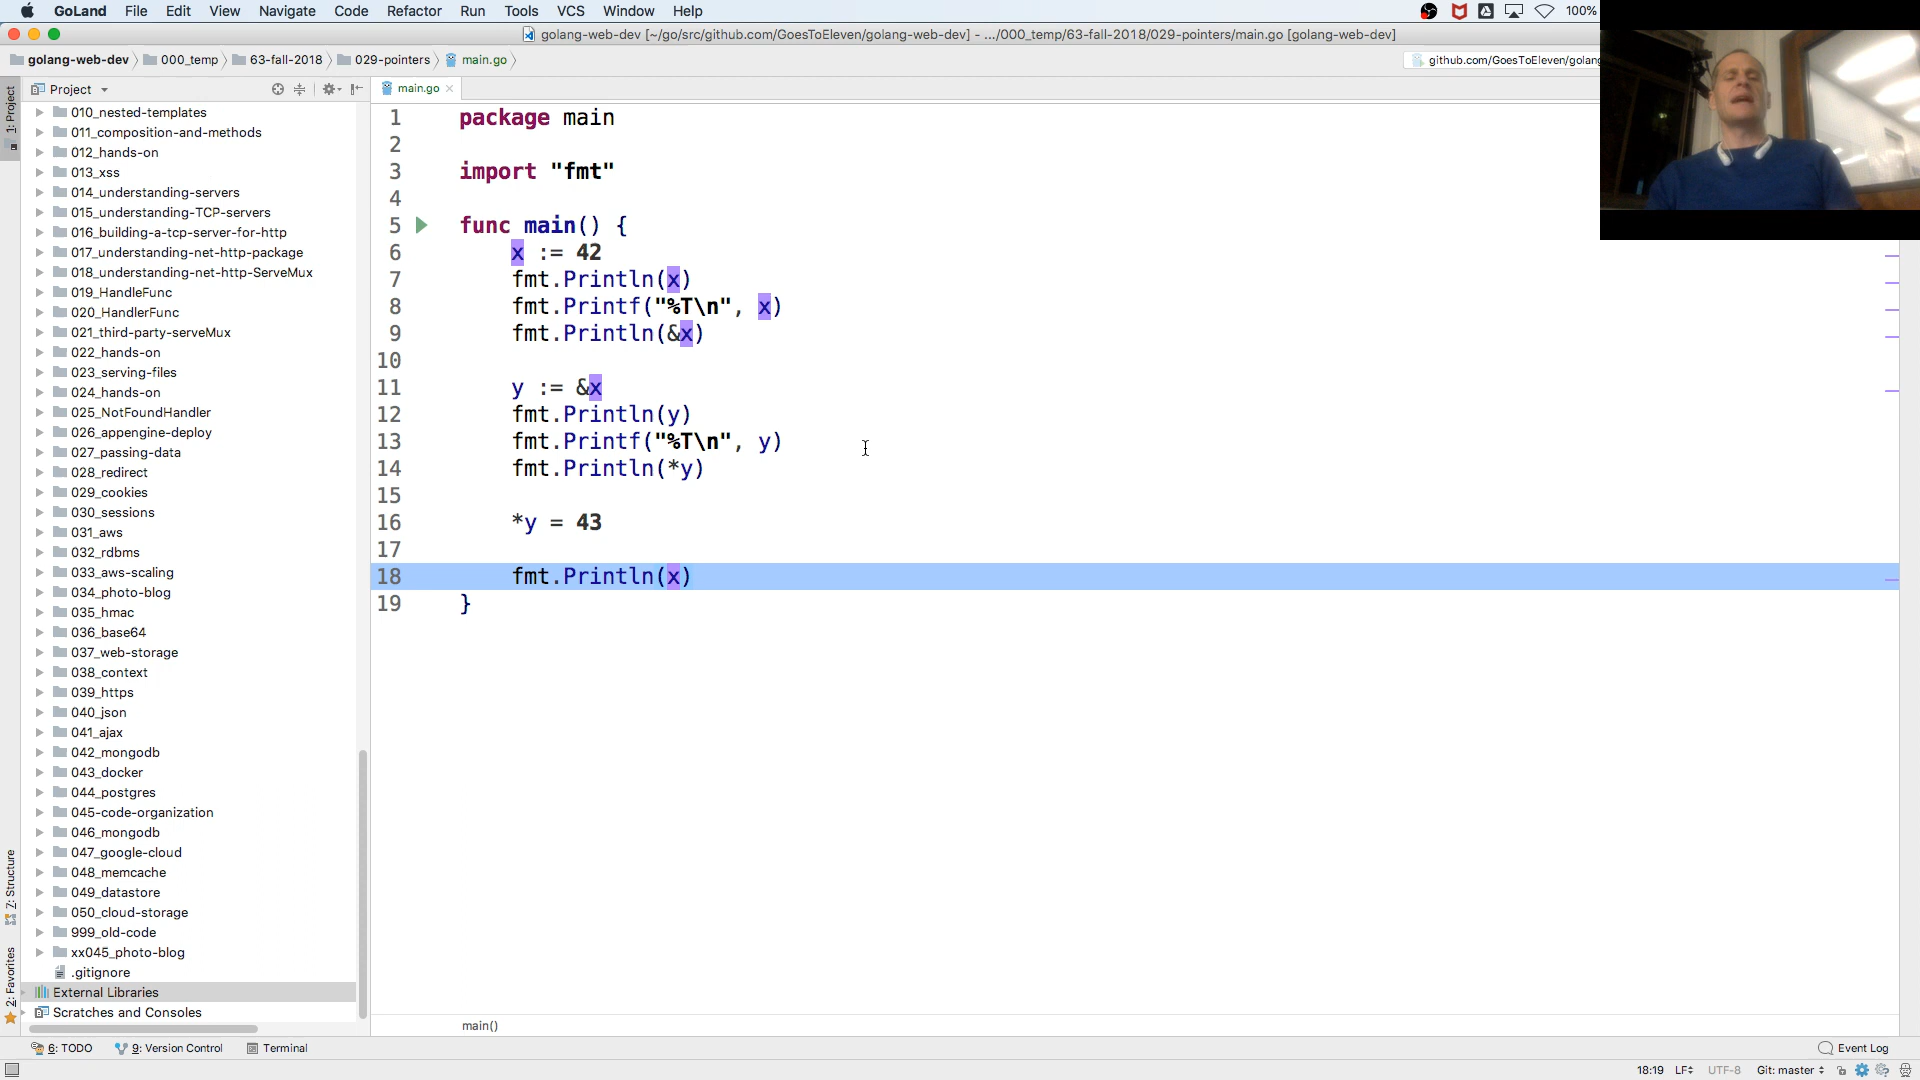 GoLand File Edit View Navigate Code Refactor Run Tools VCS Window Help 100%
golang-web-dev [~/go/src/github.com/GoesToEleven/golang-web-dev] - .../000_temp/63-fall-2018/029-pointers/main.go [golang-web-dev]
golang-web-dev 000_temp 63-fall-2018 029-pointers main.go github.com/GoesToEleven/golang
Project main.go
1: Project
Z: Structure
2: Favorites
010_nested-templates
011_composition-and-methods
012_hands-on
013_xss
014_understanding-servers
015_understanding-TCP-servers
016_building-a-tcp-server-for-http
017_understanding-net-http-package
018_understanding-net-http-ServeMux
019_HandleFunc
020_HandlerFunc
021_third-party-serveMux
022_hands-on
023_serving-files
024_hands-on
025_NotFoundHandler
026_appengine-deploy
027_passing-data
028_redirect
029_cookies
030_sessions
031_aws
032_rdbms
033_aws-scaling
034_photo-blog
035_hmac
036_base64
037_web-storage
038_context
039_https
040_json
041_ajax
042_mongodb
043_docker
044_postgres
045-code-organization
046_mongodb
047_google-cloud
048_memcache
049_datastore
050_cloud-storage
999_old-code
xx045_photo-blog
.gitignore
External Libraries
Scratches and Consoles
1 package main
2
3 import "fmt"
4
5 func main() {
6 x := 42
7 fmt.Println(x)
8 fmt.Printf("%T\n", x)
9 fmt.Println(&x)
10
11 y := &x
12 fmt.Println(y)
13 fmt.Printf("%T\n", y)
14 fmt.Println(*y)
15
16 *y = 43
17
18 fmt.Println(x)
19 }
main()
6: TODO 9: Version Control Terminal Event Log
18:19 LF UTF-8 Git: master